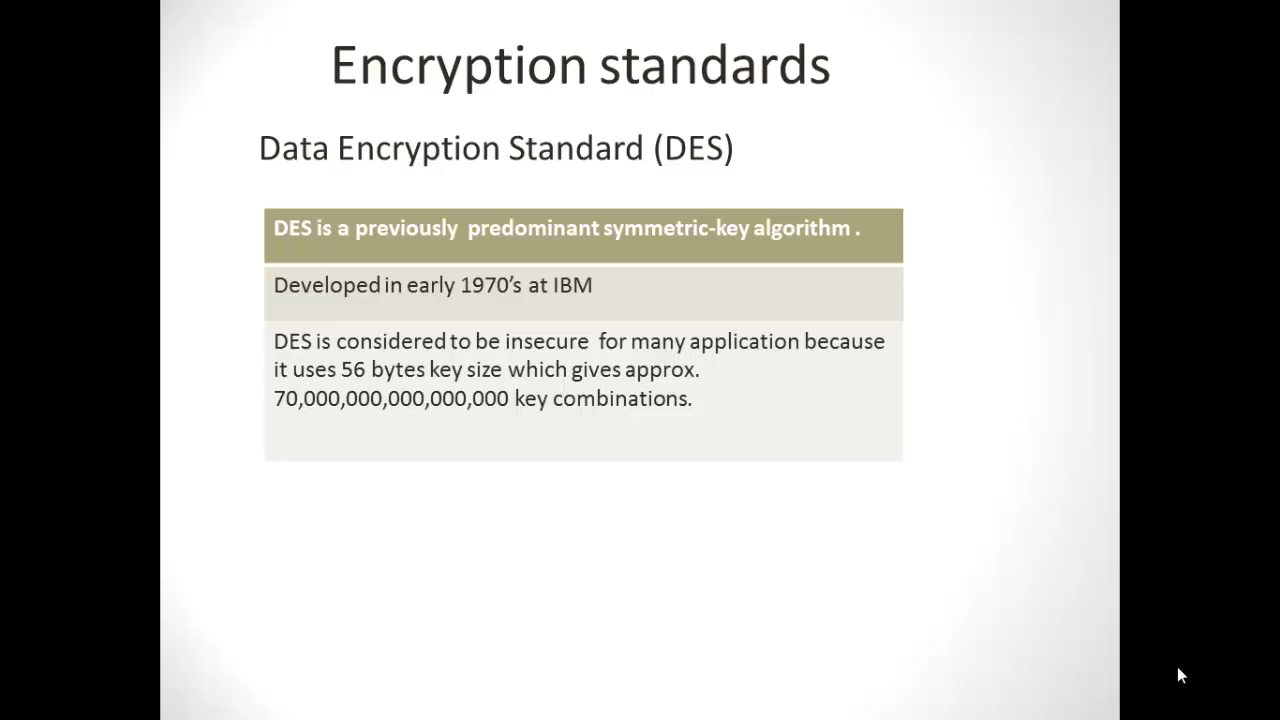 Encryption standards
Data Encryption Standard (DES)
DES is a previously predominant symmetric-key algorithm .
Developed in early 1970’s at IBM
DES is considered to be insecure for many application because
it uses 56 bytes key size which gives approx.
70,000,000,000,000,000 key combinations.